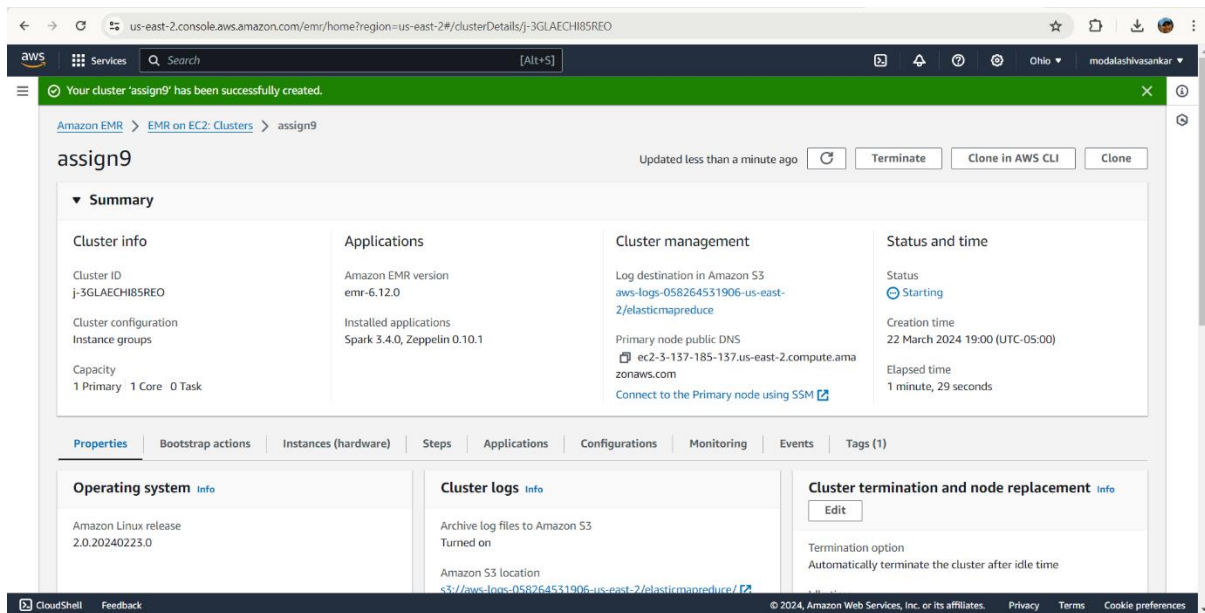 us-east-2.console.aws.amazon.com/emr/home?region=us-east-2#/clusterDetails/j-3GLAECHI85REO
aws
Services
Search
[Alt+S]
Ohio
modalashivasankar
Your cluster 'assign9' has been successfully created.
Amazon EMR > EMR on EC2: Clusters > assign9
assign9
Updated less than a minute ago
Terminate
Clone in AWS CLI
Clone
Summary
Cluster info
Cluster ID
j-3GLAECHI85REO
Cluster configuration
Instance groups
Capacity
1 Primary 1 Core 0 Task
Applications
Amazon EMR version
emr-6.12.0
Installed applications
Spark 3.4.0, Zeppelin 0.10.1
Cluster management
Log destination in Amazon S3
aws-logs-058264531906-us-east-
2/elasticmapreduce
Primary node public DNS
ec2-3-137-185-137.us-east-2.compute.ama
zonaws.com
Connect to the Primary node using SSM
Status and time
Status
Starting
Creation time
22 March 2024 19:00 (UTC-05:00)
Elapsed time
1 minute, 29 seconds
Properties
Bootstrap actions
Instances (hardware)
Steps
Applications
Configurations
Monitoring
Events
Tags (1)
Operating system Info
Amazon Linux release
2.0.20240223.0
Cluster logs Info
Archive log files to Amazon S3
Turned on
Amazon S3 location
s3://aws-logs-058264531906-us-east-2/elasticmapreduce/
Cluster termination and node replacement Info
Edit
Termination option
Automatically terminate the cluster after idle time
CloudShell
Feedback
© 2024, Amazon Web Services, Inc. or its affiliates.
Privacy
Terms
Cookie preferences